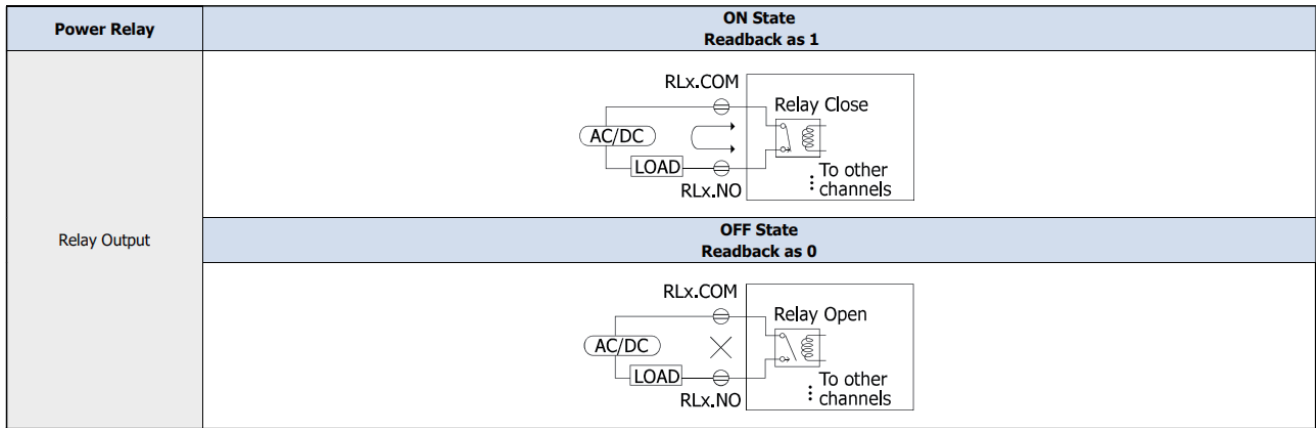 Power Relay
ON State
Readback as 1
Relay Output
RLx.COM
Relay Close
AC/DC
LOAD
RLx.NO
To other
channels
OFF State
Readback as 0
RLx.COM
Relay Open
AC/DC
LOAD
RLx.NO
To other
channels